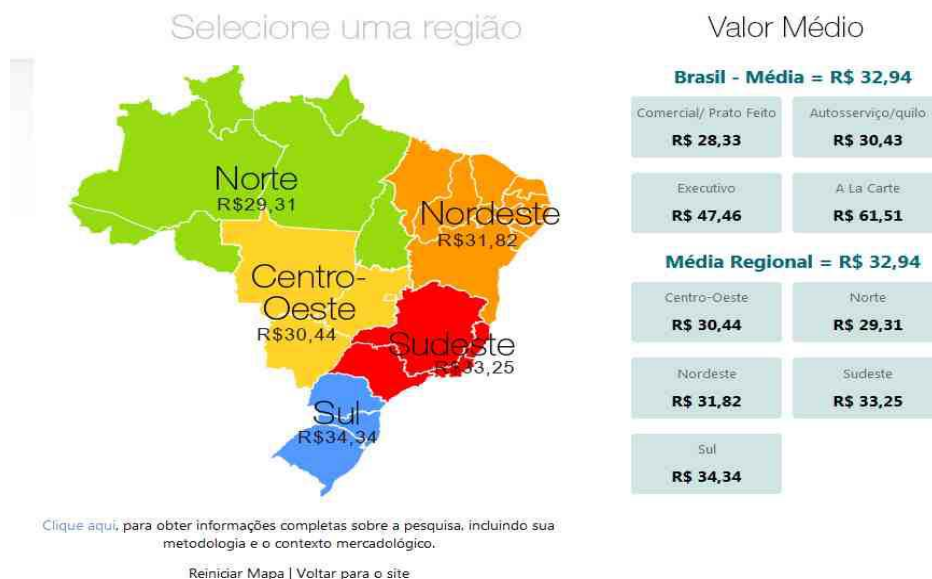 Selecione uma região
Norte
R$29,31
Nordeste
R$31,82
Centro-
Oeste
R$30,44
Sudeste
R$33,25
Sul
R$34,34
Clique aqui, para obter informações completas sobre a pesquisa, incluindo sua
metodologia e o contexto mercadológico.
Reiniciar Mapa | Voltar para o site
Valor Médio
Brasil - Média = R$ 32,94
Comercial/ Prato Feito
R$ 28,33
Autosserviço/quilo
R$ 30,43
Executivo
R$ 47,46
A La Carte
R$ 61,51
Média Regional = R$ 32,94
Centro-Oeste
R$ 30,44
Norte
R$ 29,31
Nordeste
R$ 31,82
Sudeste
R$ 33,25
Sul
R$ 34,34